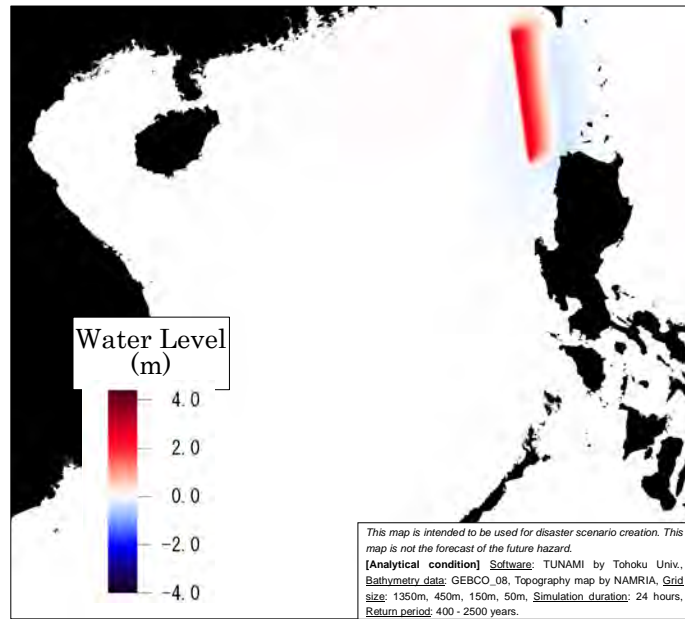 Water Level
(m)
4.0
2.0
0.0
-2.0
-4.0
This map is intended to be used for disaster scenario creation. This
map is not the forecast of the future hazard.
[Analytical condition] Software: TUNAMI by Tohoku Univ.,
Bathymetry data: GEBCO_08, Topography map by NAMRIA, Grid
size: 1350m, 450m, 150m, 50m, Simulation duration: 24 hours,
Return period: 400 - 2500 years.